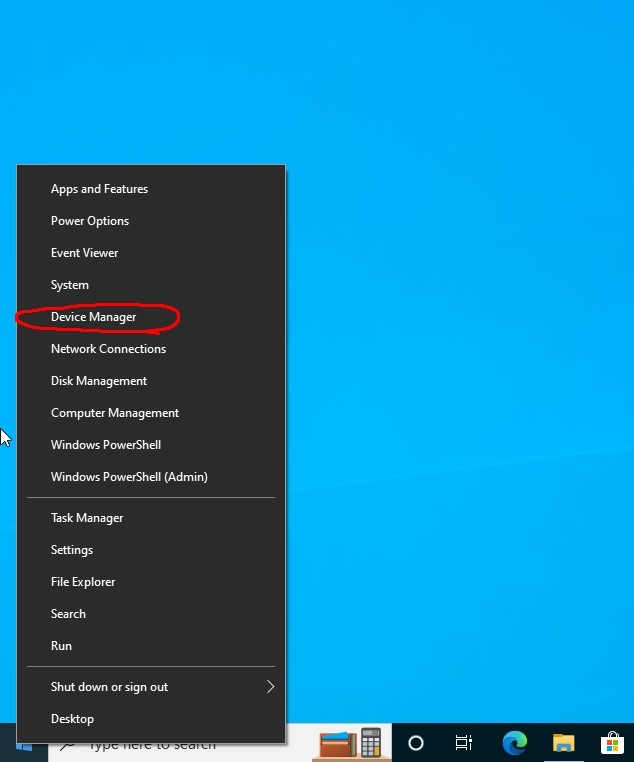 Apps and Features
Power Options
Event Viewer
System
Device Manager
Network Connections
Disk Management
Computer Management
Windows PowerShell
Windows PowerShell (Admin)
Task Manager
Settings
File Explorer
Search
Run
Shut down or sign out
Desktop
Type here to search